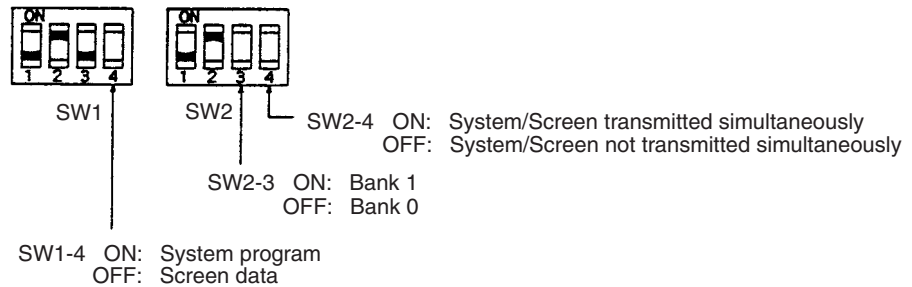 ON ON
1 2 3 4 1 2 3 4
SW1 SW2
SW2-4 ON: System/Screen transmitted simultaneously
OFF: System/Screen not transmitted simultaneously
SW2-3 ON: Bank 1
OFF: Bank 0
SW1-4 ON: System program
OFF: Screen data